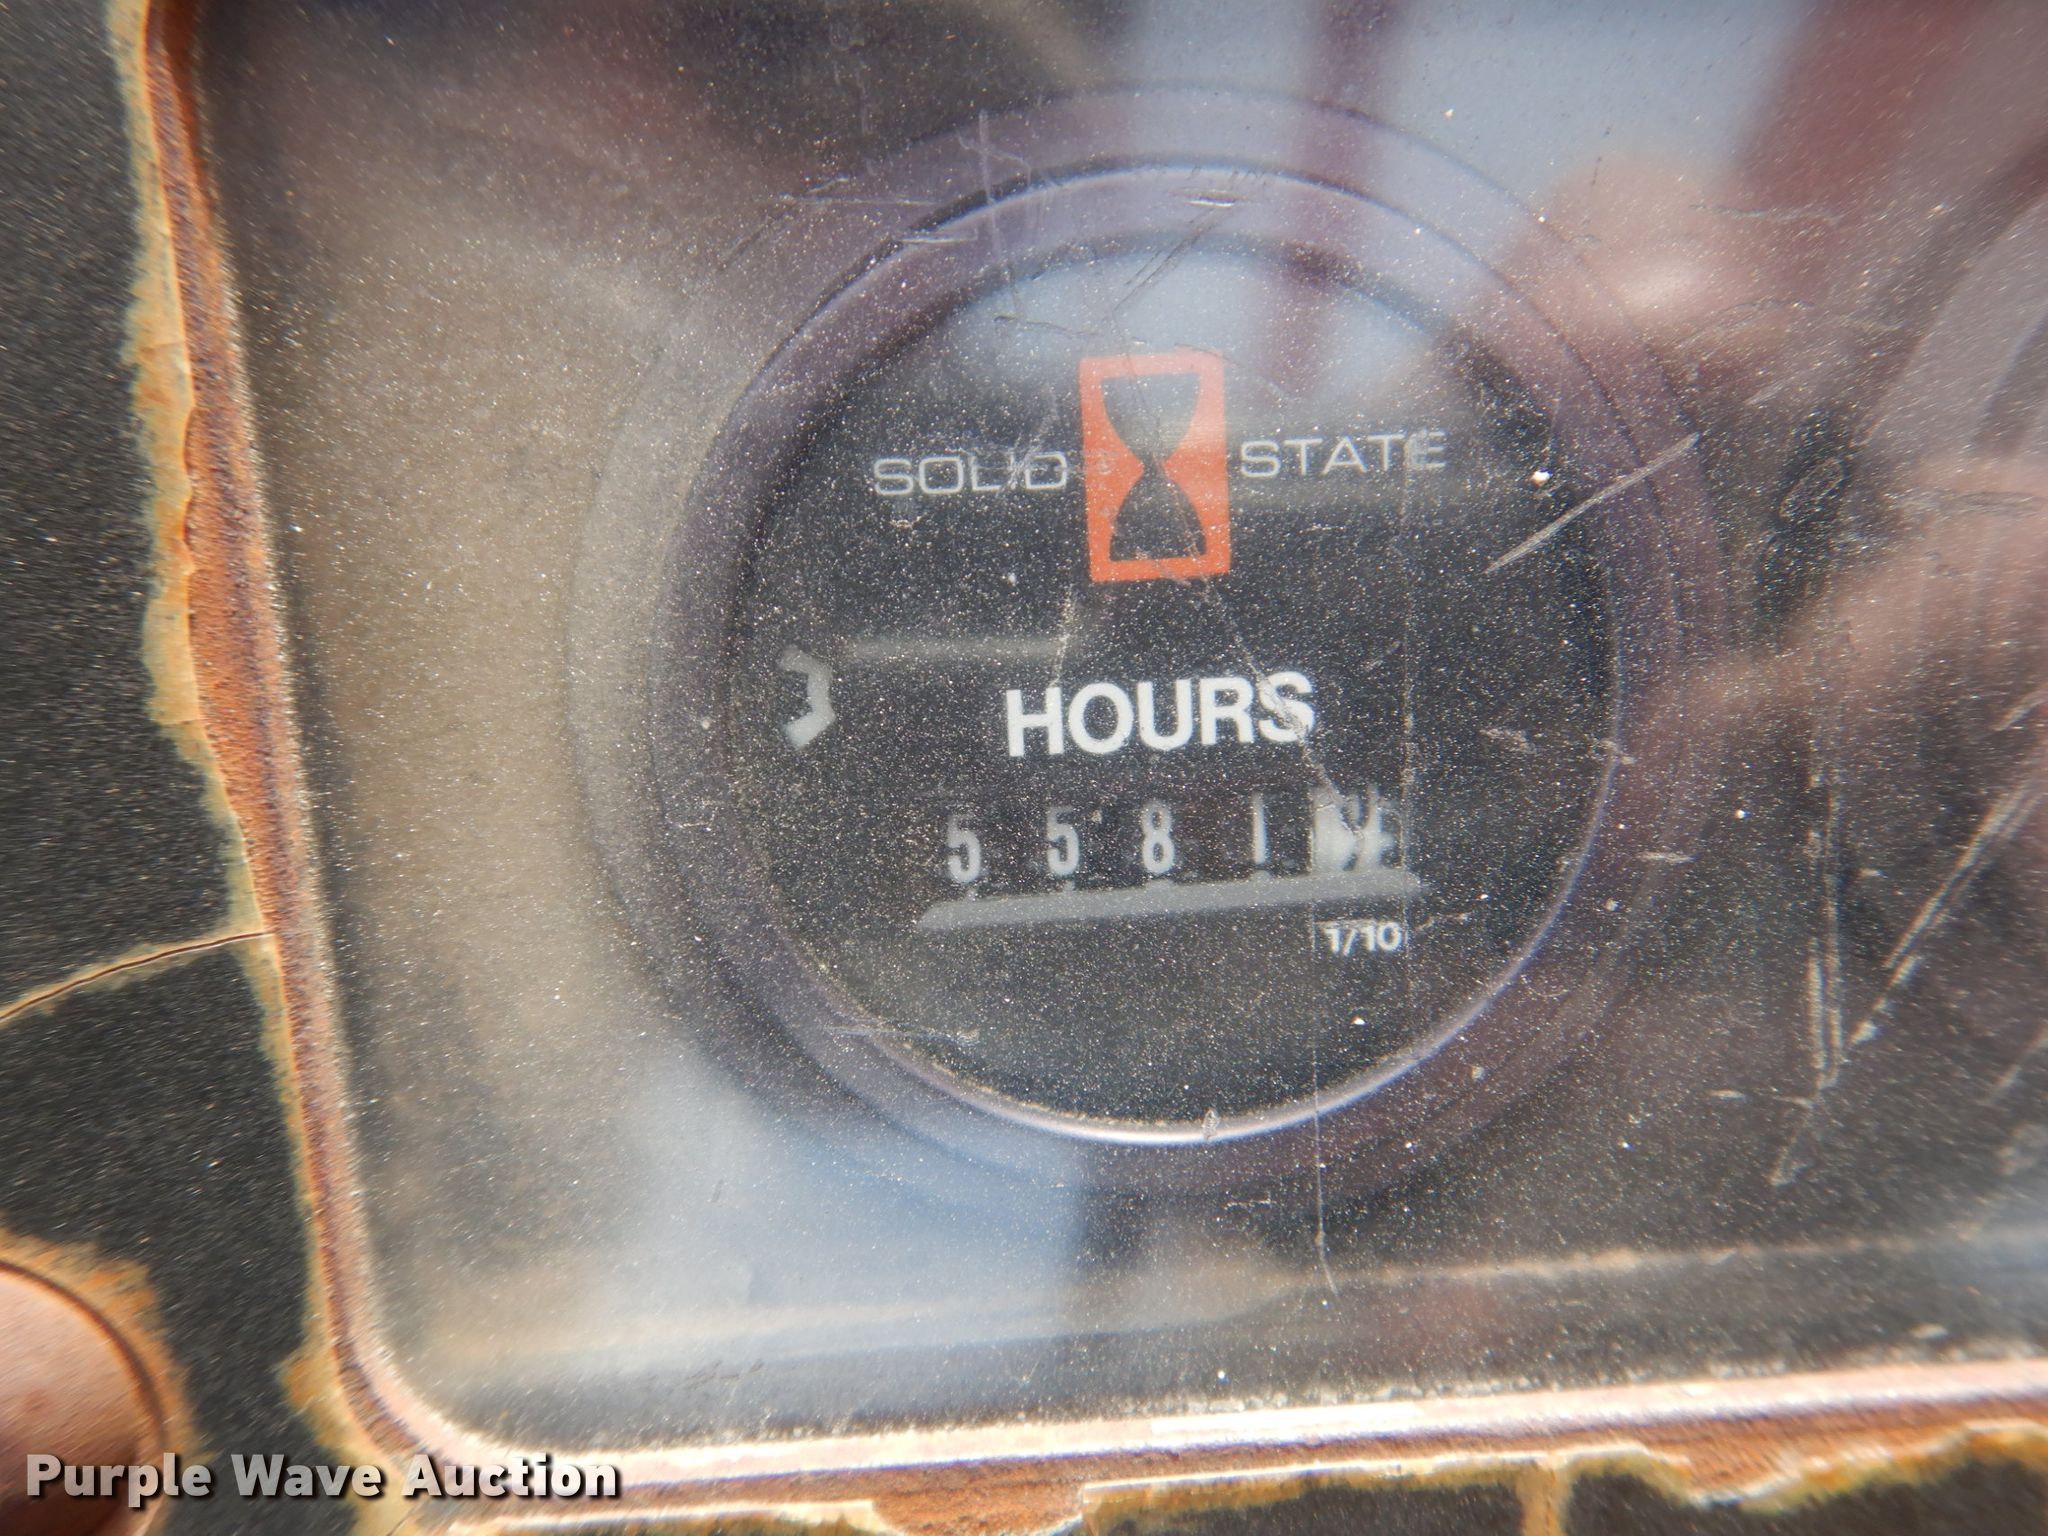 SOLID STATE
HOURS
5 5 8 1
1/10
Purple Wave Auction